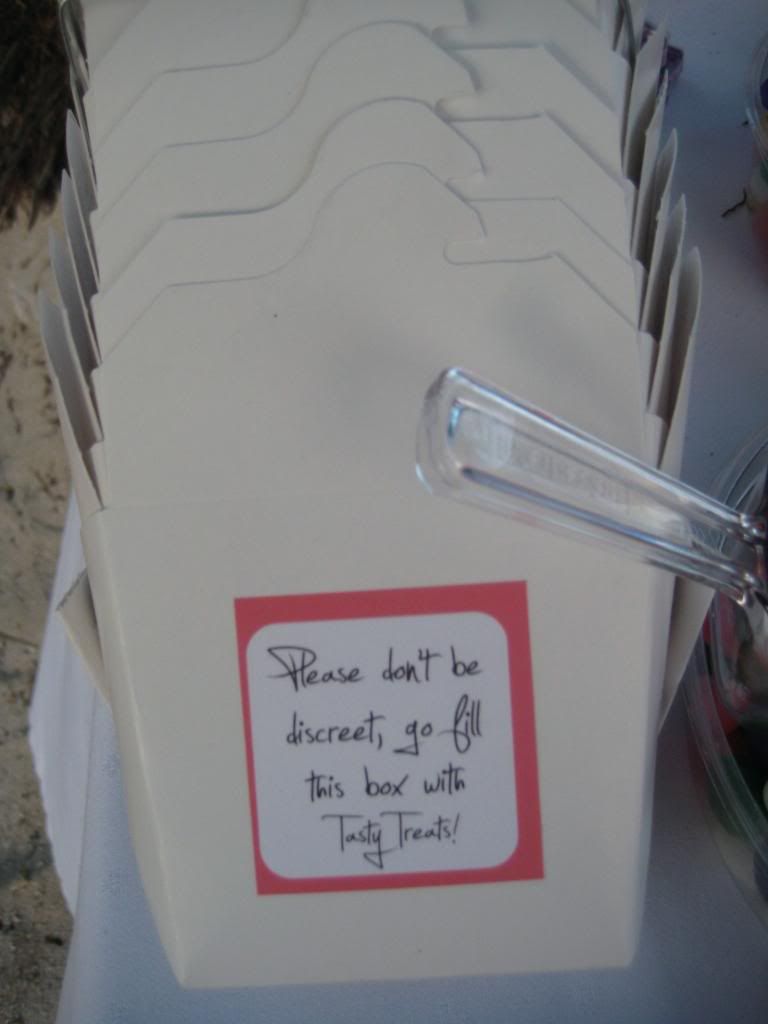 Please don't be
discreet, go fill
this box with
Tasty Treats!